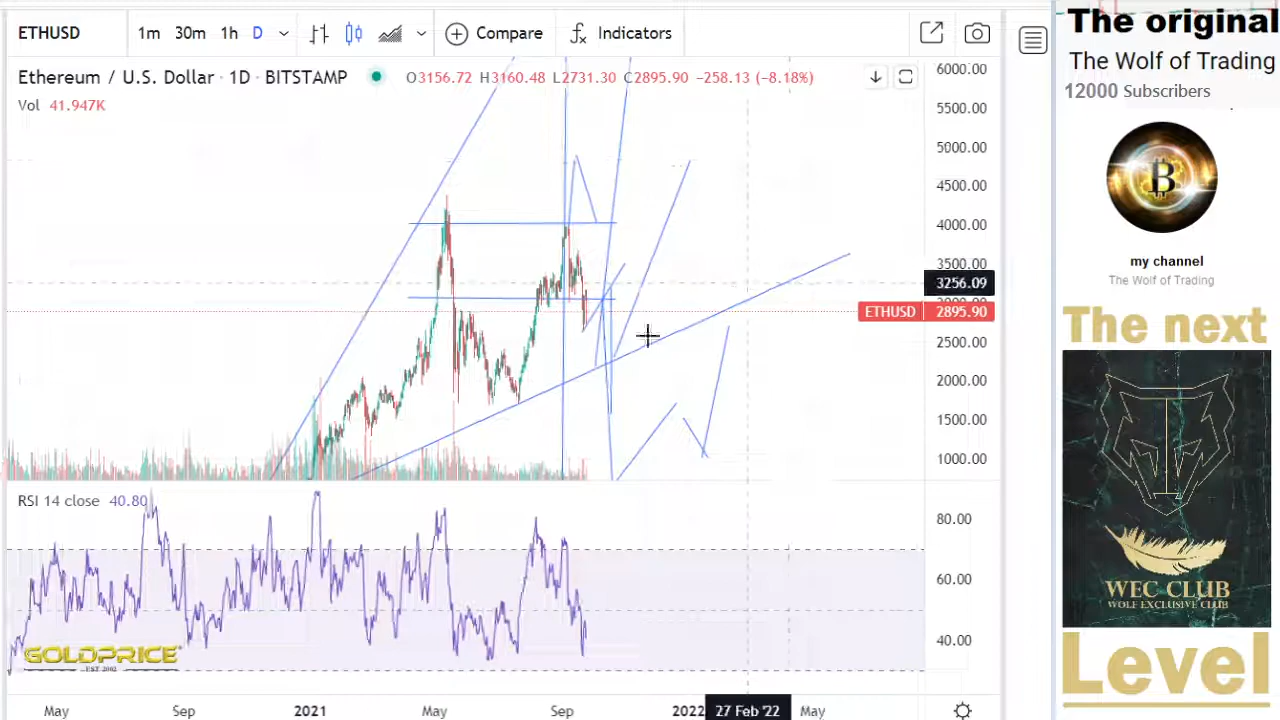 ETHUSD 1m 30m 1h D Compare Indicators
Ethereum / U.S. Dollar · 1D · BITSTAMP O3156.72 H3160.48 L2731.30 C2895.90 −258.13 (−8.18%)
Vol 41.947K
6000.00
5500.00
5000.00
4500.00
4000.00
3500.00
3256.09
ETHUSD 2895.90
2500.00
2000.00
1500.00
1000.00
RSI 14 close 40.80
80.00
60.00
40.00
GOLDPRICE
EST. 2002
May Sep 2021 May Sep 2022 27 Feb '22 May
The original
The Wolf of Trading
12000 Subscribers
B
my channel
The Wolf of Trading
The next
WEC CLUB
WOLF EXCLUSIVE CLUB
Level